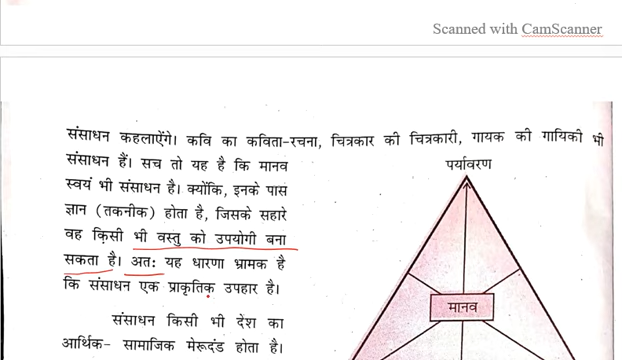 Scanned with CamScanner
संसाधन कहलाऐंगे। कवि का कविता-रचना, चित्रकार की चित्रकारी, गायक की गायिकी भी
संसाधन हैं। सच तो यह है कि मानव
स्वयं भी संसाधन है। क्योंकि, इनके पास
ज्ञान (तकनीक) होता है, जिसके सहारे
वह किसी भी वस्तु को उपयोगी बना
सकता है। अतः यह धारणा भ्रामक है
कि संसाधन एक प्राकृतिक उपहार है।
संसाधन किसी भी देश का
आर्थिक- सामाजिक मेरूदंड होता है।
पर्यावरण
मानव